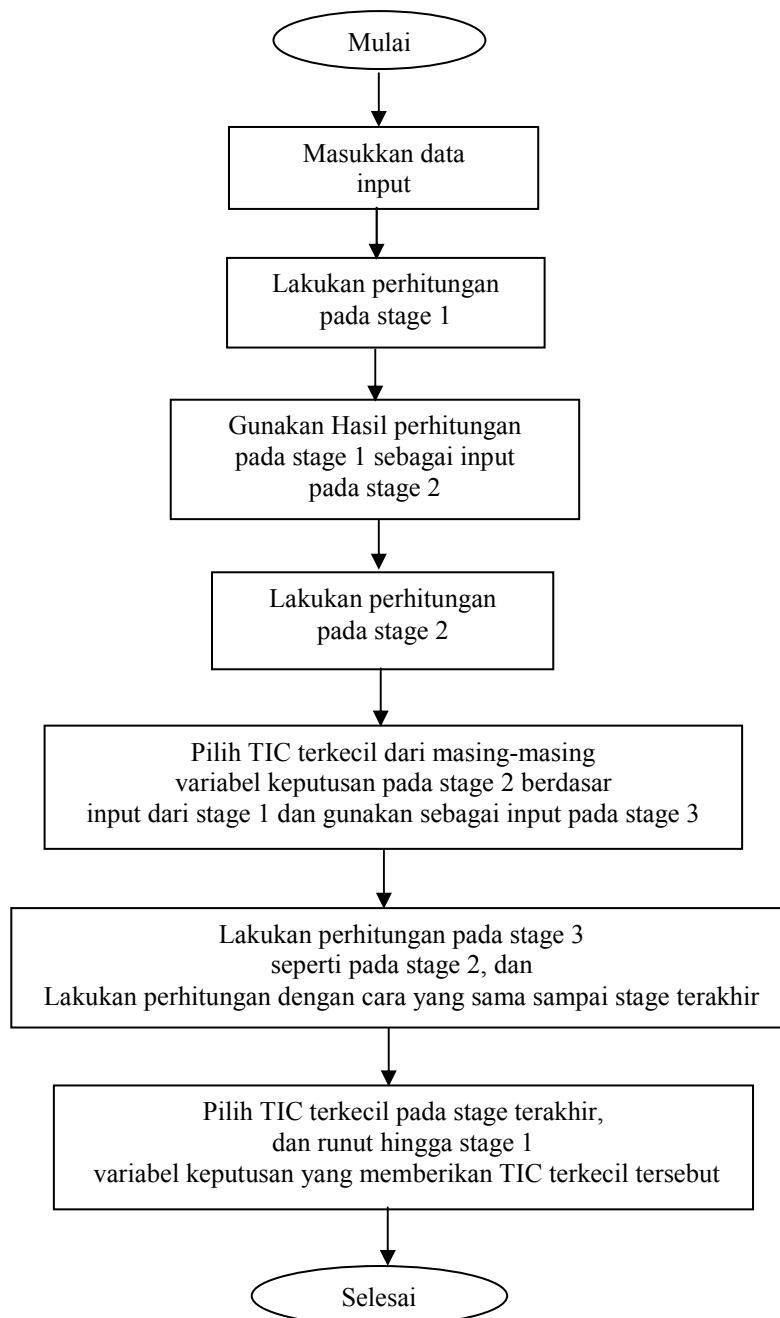 Mulai
Masukkan data
input
Lakukan perhitungan
pada stage 1
Gunakan Hasil perhitungan
pada stage 1 sebagai input
pada stage 2
Lakukan perhitungan
pada stage 2
Pilih TIC terkecil dari masing-masing
variabel keputusan pada stage 2 berdasar
input dari stage 1 dan gunakan sebagai input pada stage 3
Lakukan perhitungan pada stage 3
seperti pada stage 2, dan
Lakukan perhitungan dengan cara yang sama sampai stage terakhir
Pilih TIC terkecil pada stage terakhir,
dan runut hingga stage 1
variabel keputusan yang memberikan TIC terkecil tersebut
Selesai